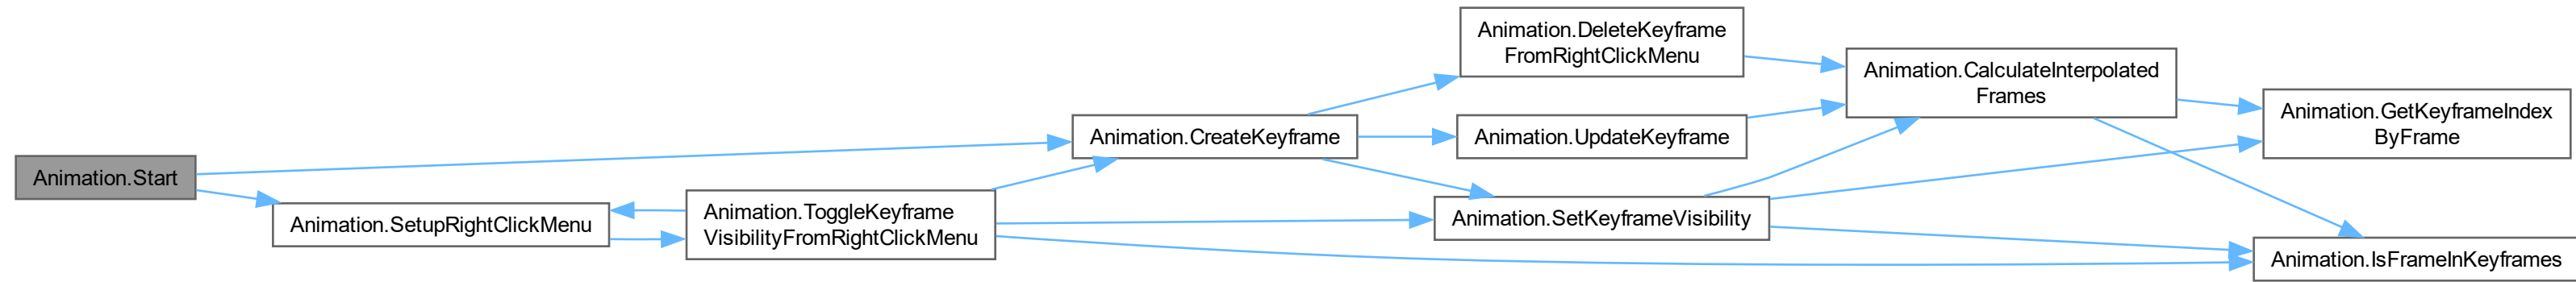 Animation.Start
Animation.SetupRightClickMenu
Animation.ToggleKeyframe
VisibilityFromRightClickMenu
Animation.CreateKeyframe
Animation.DeleteKeyframe
FromRightClickMenu
Animation.UpdateKeyframe
Animation.SetKeyframeVisibility
Animation.CalculateInterpolated
Frames
Animation.GetKeyframeIndex
ByFrame
Animation.IsFrameInKeyframes